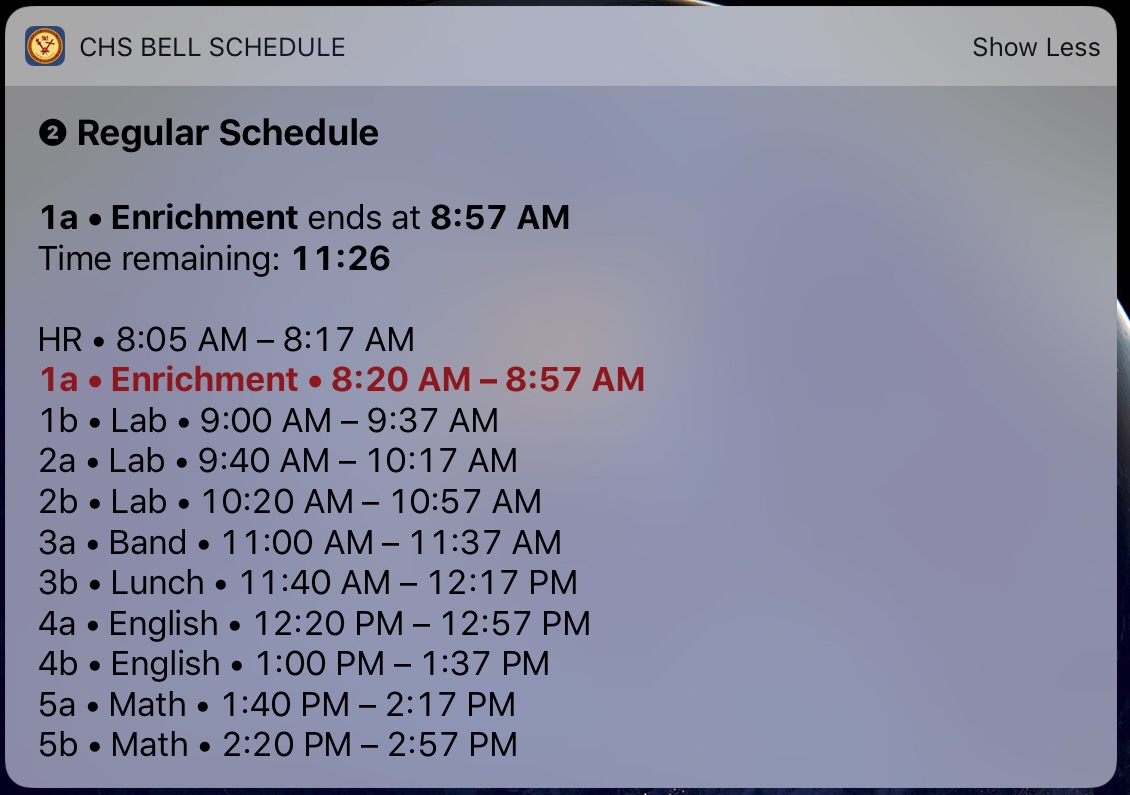 CHS BELL SCHEDULE
Show Less
❷ Regular Schedule
1a • Enrichment ends at 8:57 AM
Time remaining: 11:26
HR • 8:05 AM – 8:17 AM
1a • Enrichment • 8:20 AM – 8:57 AM
1b • Lab • 9:00 AM – 9:37 AM
2a • Lab • 9:40 AM – 10:17 AM
2b • Lab • 10:20 AM – 10:57 AM
3a • Band • 11:00 AM – 11:37 AM
3b • Lunch • 11:40 AM – 12:17 PM
4a • English • 12:20 PM – 12:57 PM
4b • English • 1:00 PM – 1:37 PM
5a • Math • 1:40 PM – 2:17 PM
5b • Math • 2:20 PM – 2:57 PM